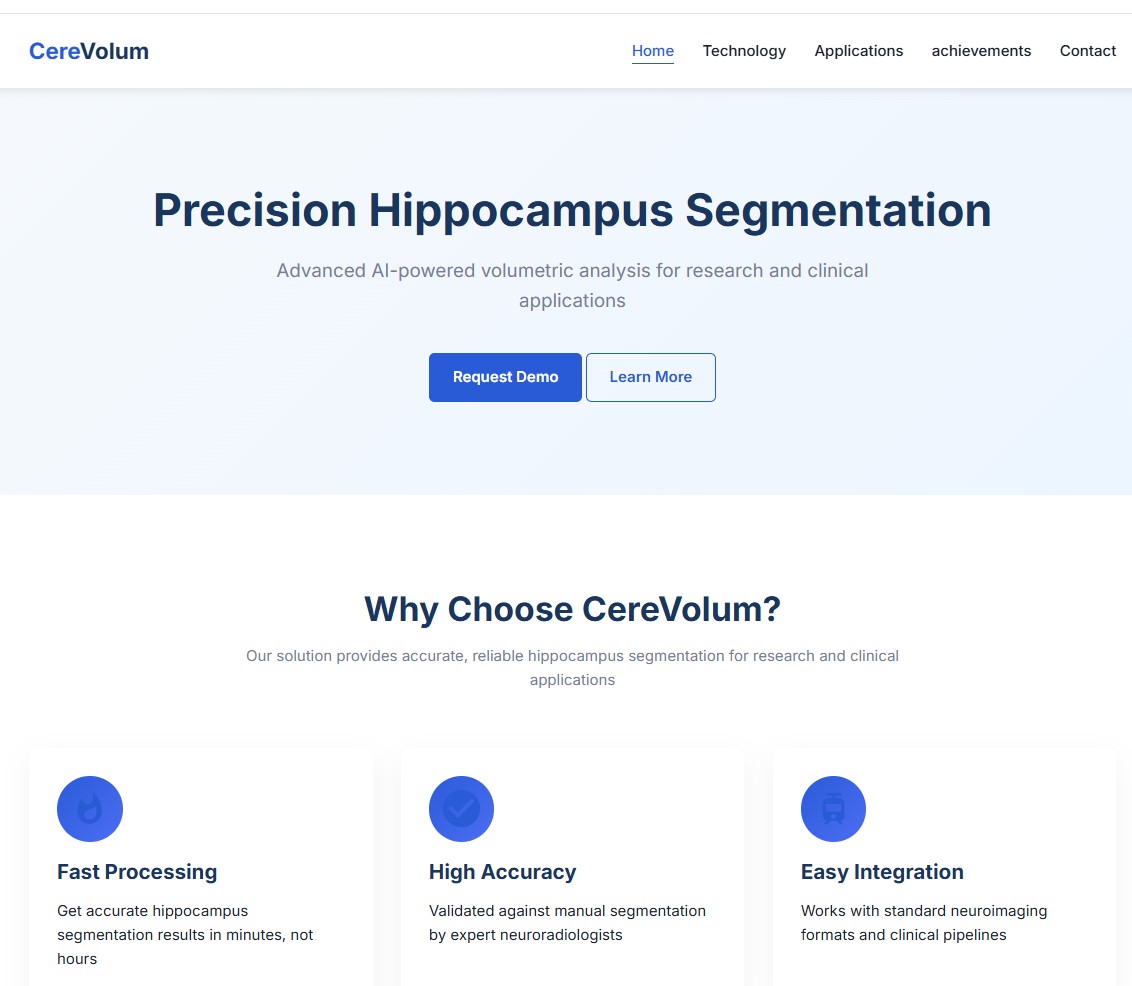 CereVolum
Home Technology Applications achievements Contact
Precision Hippocampus Segmentation
Advanced AI-powered volumetric analysis for research and clinical
applications
Request Demo Learn More
Why Choose CereVolum?
Our solution provides accurate, reliable hippocampus segmentation for research and clinical
applications
Fast Processing
Get accurate hippocampus
segmentation results in minutes, not
hours
High Accuracy
Validated against manual segmentation
by expert neuroradiologists
Easy Integration
Works with standard neuroimaging
formats and clinical pipelines